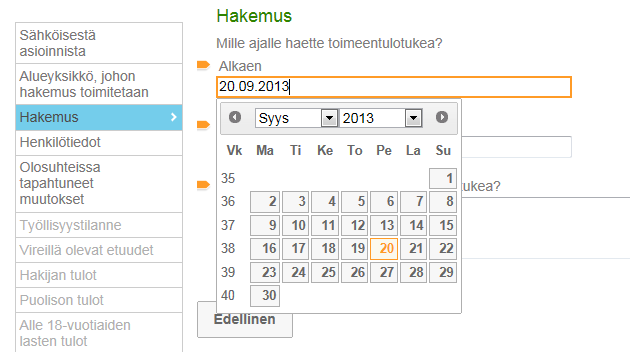 Sähköisestä
asioinnista
Alueyksikkö, johon
hakemus toimitetaan
Hakemus
Henkilötiedot
Olosuhteissa
tapahtuneet
muutokset
Työllisyystilanne
Vireillä olevat etuudet
Hakijan tulot
Puolison tulot
Alle 18-vuotiaiden
lasten tulot
Hakemus
Mille ajalle haette toimeentulotukea?
Alkaen
20.09.2013
Syys 2013
Vk Ma Ti Ke To Pe La Su
35 1
36 2 3 4 5 6 7 8
37 9 10 11 12 13 14 15
38 16 17 18 19 20 21 22
39 23 24 25 26 27 28 29
40 30
tukea?
Edellinen